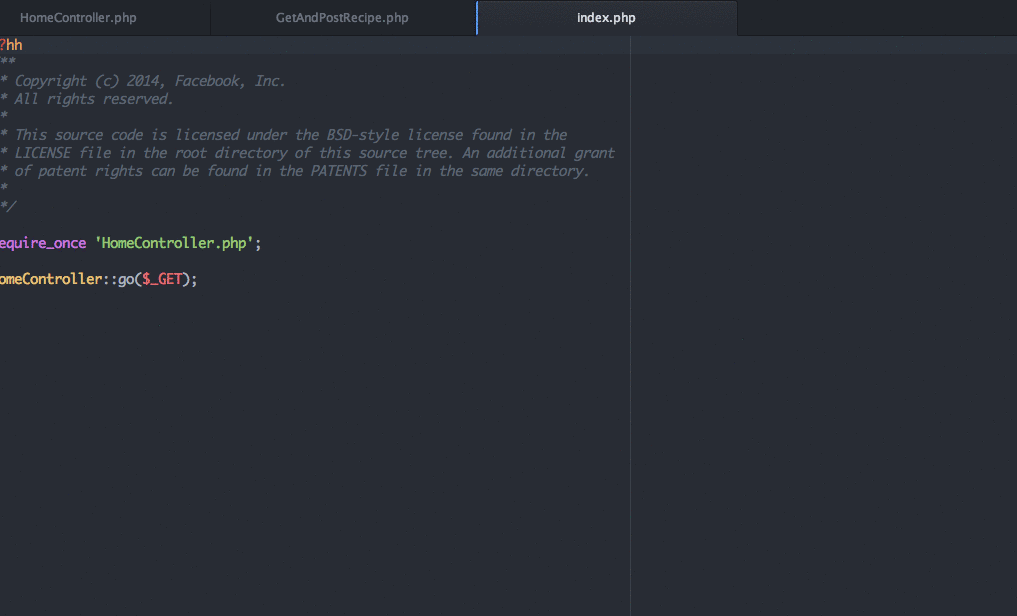 HomeController.php
GetAndPostRecipe.php
index.php
?hh
/**
* Copyright (c) 2014, Facebook, Inc.
* All rights reserved.
*
* This source code is licensed under the BSD-style license found in the
* LICENSE file in the root directory of this source tree. An additional grant
* of patent rights can be found in the PATENTS file in the same directory.
*
*/
equire_once 'HomeController.php';
omeController::go($_GET);